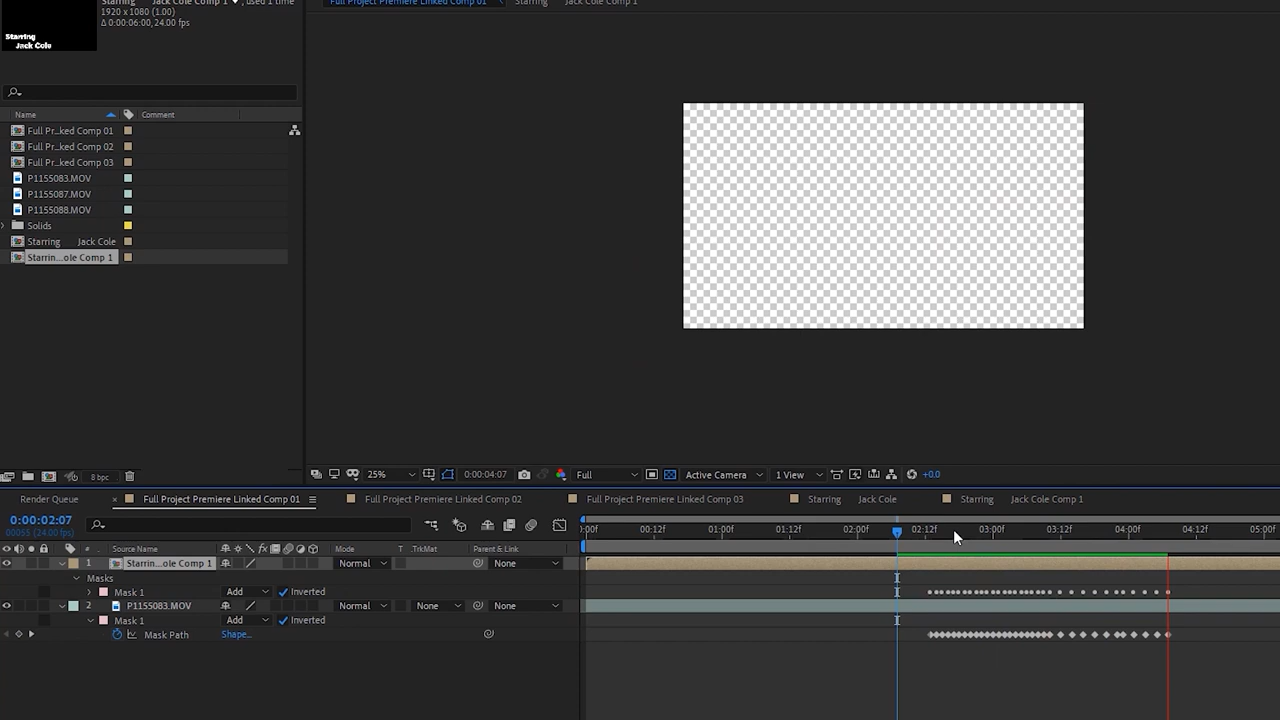 Starring Jack Cole Comp 1 , used 1 time
1920 x 1080 (1.00)
Δ 0:00:06:00, 24.00 fps
Starring
Jack Cole
Full Project Premiere Linked Comp 01 Starring Jack Cole Comp 1
Name Comment
Full Pr...ked Comp 01
Full Pr...ked Comp 02
Full Pr...ked Comp 03
P1155083.MOV
P1155087.MOV
P1155088.MOV
Solids
Starring Jack Cole
Starrin...ole Comp 1
8 bpc
25% 0:00:04:07 Full Active Camera 1 View +0.0
Render Queue Full Project Premiere Linked Comp 01 Full Project Premiere Linked Comp 02 Full Project Premiere Linked Comp 03 Starring Jack Cole Starring Jack Cole Comp 1
0:00:02:07
00055 (24.00 fps)
:00f 00:12f 01:00f 01:12f 02:00f 02:12f 03:00f 03:12f 04:00f 04:12f 05:00f
# Source Name fx Mode T .TrkMat Parent & Link
1 Starrin...ole Comp 1 Normal None
Masks
Mask 1 Add Inverted
2 P1155083.MOV Normal None None
Mask 1 Add Inverted
Mask Path Shape...